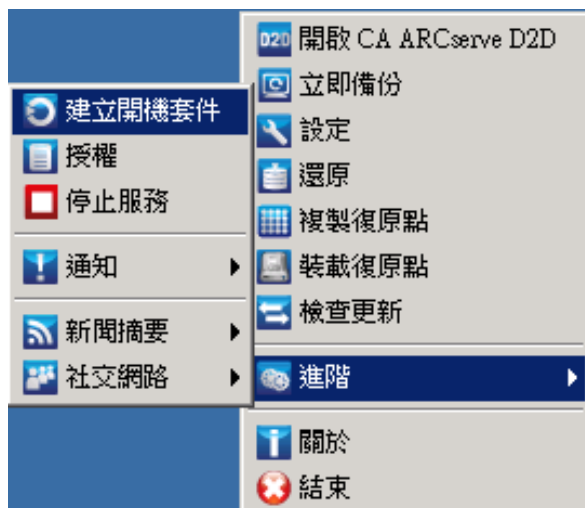 D2D 開啟 CA ARCserve D2D
立即備份
設定
還原
複製復原點
裝載復原點
檢查更新
進階
關於
結束
建立開機套件
授權
停止服務
通知
新聞摘要
社交網路